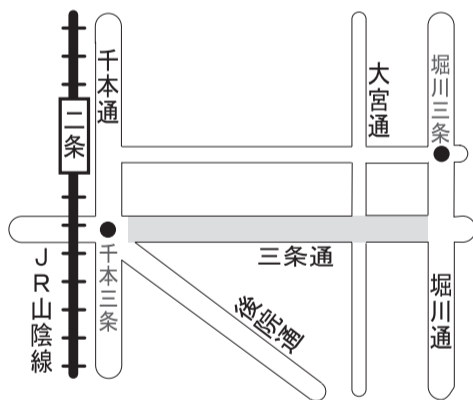 千本通
二条
大宮通
堀川三条
三条通
千本三条
JR山陰線
後院通
堀川通